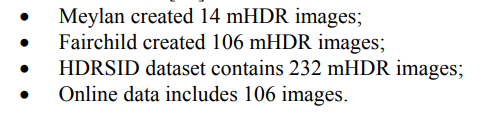 • Meylan created 14 mHDR images;
• Fairchild created 106 mHDR images;
• HDRSID dataset contains 232 mHDR images;
• Online data includes 106 images.